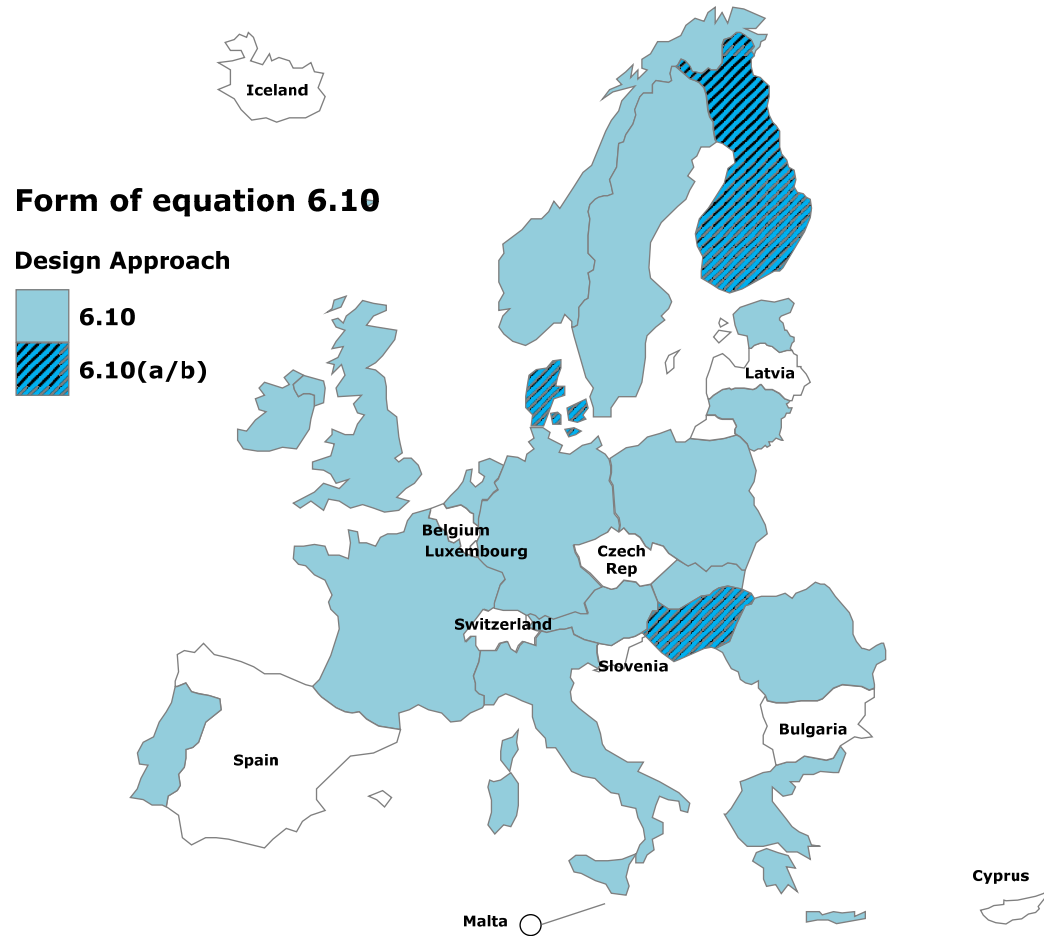 Iceland
Form of equation 6.10
Design Approach
6.10
6.10(a/b)
Latvia
Belgium
Luxembourg
Czech
Rep
Switzerland
Slovenia
Bulgaria
Spain
Cyprus
Malta